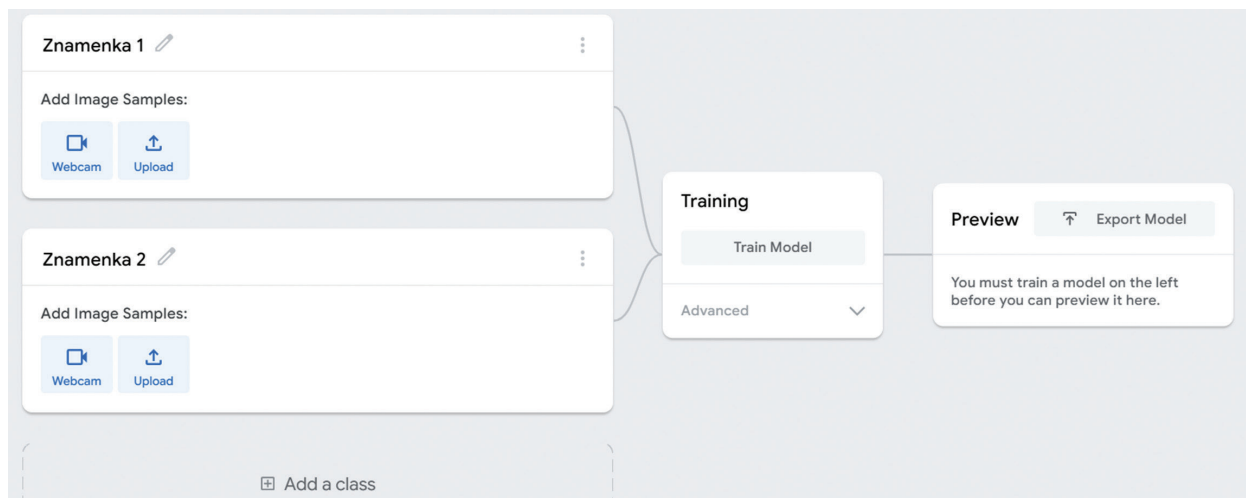 Znamenka 1
Add Image Samples:
Webcam Upload
Znamenka 2
Add Image Samples:
Webcam Upload
Add a class
Training
Train Model
Advanced
Preview Export Model
You must train a model on the left
before you can preview it here.